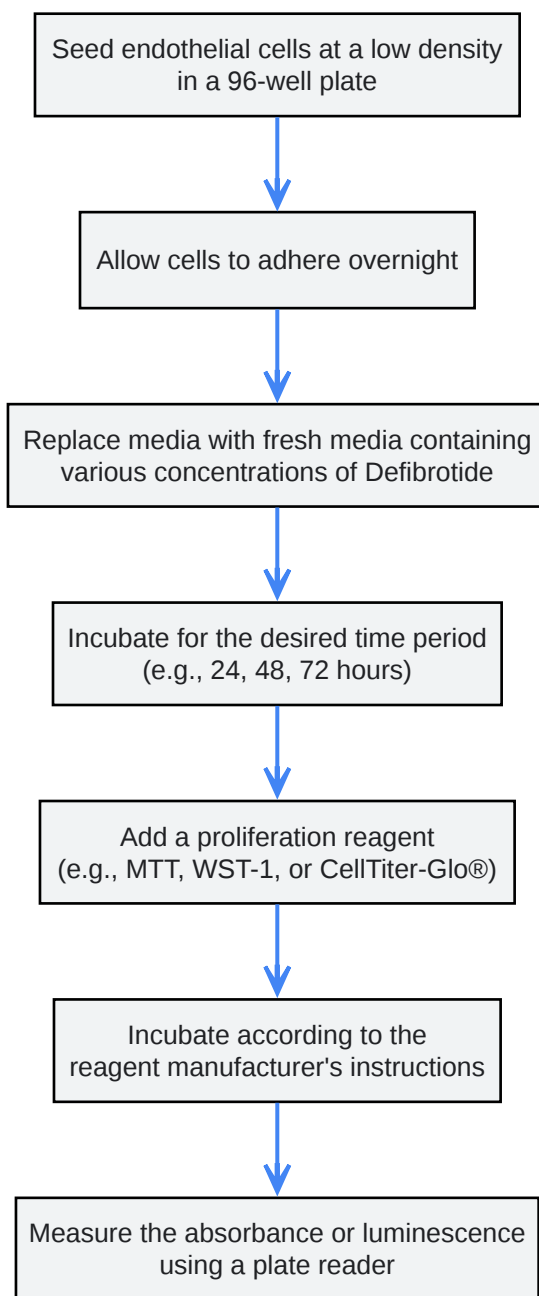 Seed endothelial cells at a low density
in a 96-well plate
Allow cells to adhere overnight
Replace media with fresh media containing
various concentrations of Defibrotide
Incubate for the desired time period
(e.g., 24, 48, 72 hours)
Add a proliferation reagent
(e.g., MTT, WST-1, or CellTiter-Glo®)
Incubate according to the
reagent manufacturer's instructions
Measure the absorbance or luminescence
using a plate reader